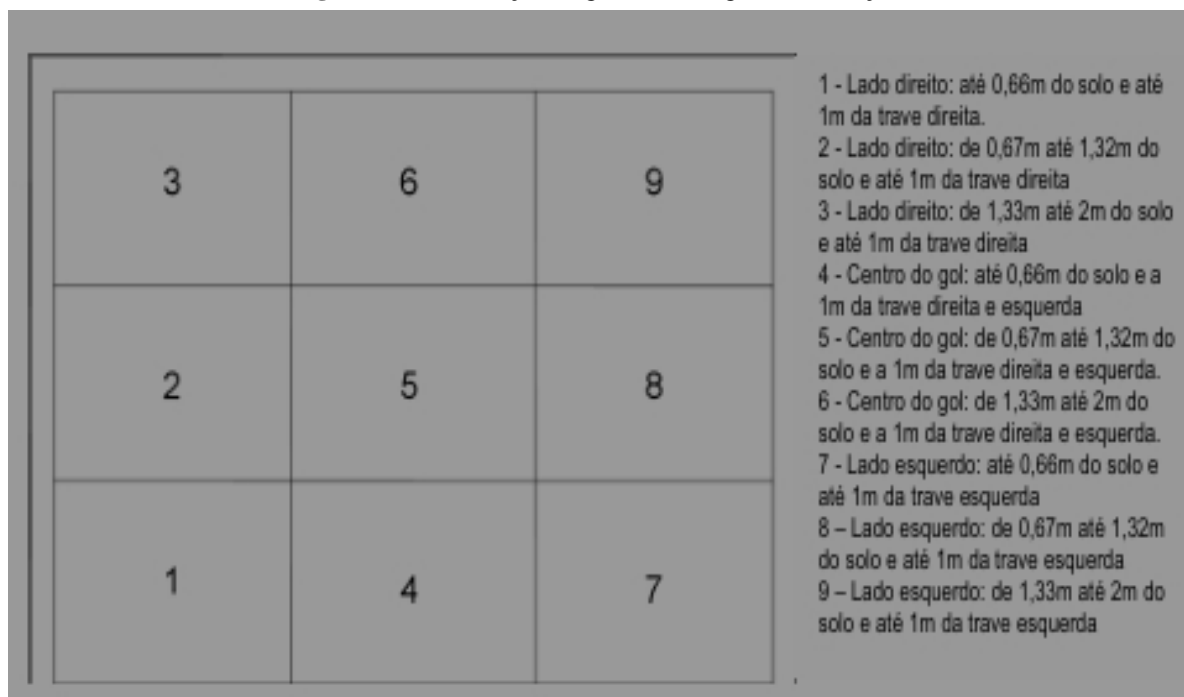 3 6 9
2 5 8
1 4 7
1 - Lado direito: até 0,66m do solo e até
1m da trave direita.
2 - Lado direito: de 0,67m até 1,32m do
solo e até 1m da trave direita
3 - Lado direito: de 1,33m até 2m do solo
e até 1m da trave direita
4 - Centro do gol: até 0,66m do solo e a
1m da trave direita e esquerda
5 - Centro do gol: de 0,67m até 1,32m do
solo e a 1m da trave direita e esquerda.
6 - Centro do gol: de 1,33m até 2m do
solo e a 1m da trave direita e esquerda.
7 - Lado esquerdo: até 0,66m do solo e
até 1m da trave esquerda
8 – Lado esquerdo: de 0,67m até 1,32m
do solo e até 1m da trave esquerda
9 – Lado esquerdo: de 1,33m até 2m do
solo e até 1m da trave esquerda